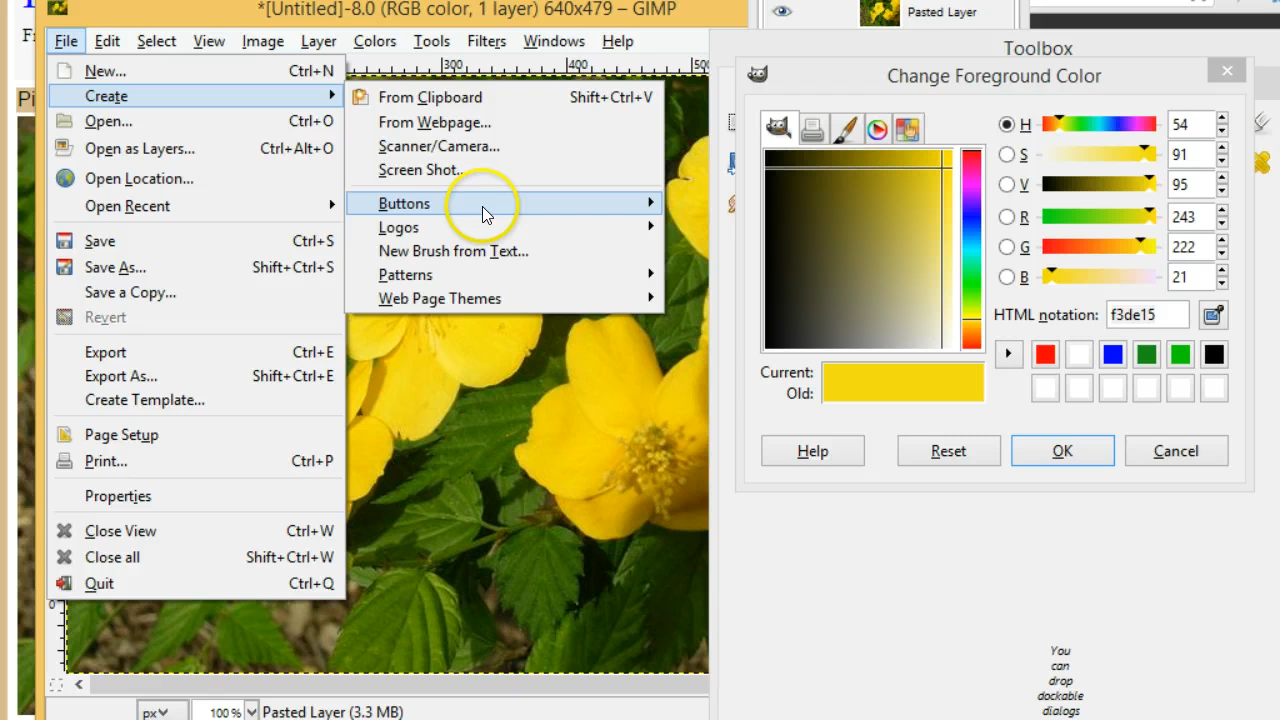 *[Untitled]-8.0 (RGB color, 1 layer) 640x479 – GIMP
File Edit Select View Image Layer Colors Tools Filters Windows Help
300 400 500
New... Ctrl+N
Create
Open... Ctrl+O
Open as Layers... Ctrl+Alt+O
Open Location...
Open Recent
Save Ctrl+S
Save As... Shift+Ctrl+S
Save a Copy...
Revert
Export Ctrl+E
Export As... Shift+Ctrl+E
Create Template...
Page Setup
Print... Ctrl+P
Properties
Close View Ctrl+W
Close all Shift+Ctrl+W
Quit Ctrl+Q
From Clipboard Shift+Ctrl+V
From Webpage...
Scanner/Camera...
Screen Shot...
Buttons
Logos
New Brush from Text...
Patterns
Web Page Themes
px 100 % Pasted Layer (3.3 MB)
Pasted Layer
Toolbox
Change Foreground Color
H 54
S 91
V 95
R 243
G 222
B 21
HTML notation: f3de15
Current:
Old:
Help Reset OK Cancel
You
can
drop
dockable
dialogs